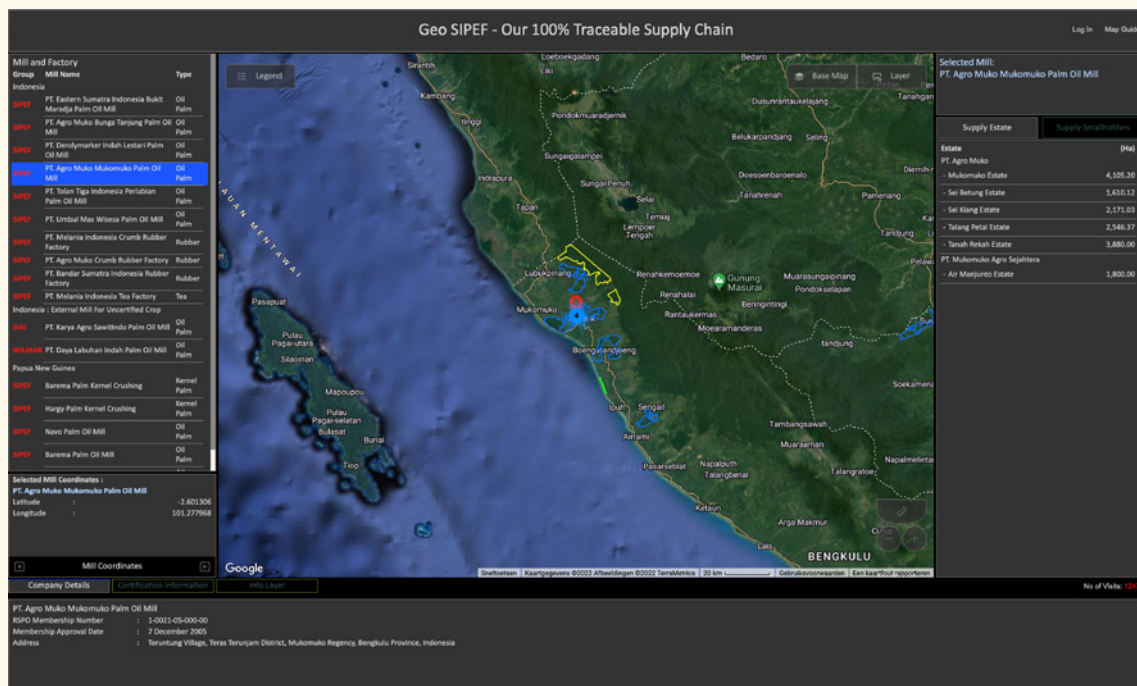 Geo SIPEF - Our 100% Traceable Supply Chain
Log In Map Guide
Mill and Factory
Group Mill Name Type
Indonesia
SIPEF PT. Eastern Sumatra Indonesia Bukit Maradja Palm Oil Mill Oil Palm
SIPEF PT. Agro Muko Bunga Tanjung Palm Oil Mill Oil Palm
SIPEF PT. Dendymarker Indah Lestari Palm Oil Mill Oil Palm
SIPEF PT. Agro Muko Mukomuko Palm Oil Mill Oil Palm
SIPEF PT. Tolan Tiga Indonesia Perlabian Palm Oil Mill Oil Palm
SIPEF PT. Umbul Mas Wisesa Palm Oil Mill Oil Palm
SIPEF PT. Melania Indonesia Crumb Rubber Factory Rubber
SIPEF PT. Agro Muko Crumb Rubber Factory Rubber
SIPEF PT. Bandar Sumatra Indonesia Rubber Factory Rubber
SIPEF PT. Melania Indonesia Tea Factory Tea
Indonesia : External Mill For Uncertified Crop
PT. Karya Agro Sawitindo Palm Oil Mill Oil Palm
WILMAR PT. Daya Labuhan Indah Palm Oil Mill Oil Palm
Papua New Guinea
SIPEF Barema Palm Kernel Crushing Kernel Palm
SIPEF Hargy Palm Kernel Crushing Kernel Palm
SIPEF Navo Palm Oil Mill Oil Palm
SIPEF Barema Palm Oil Mill Oil Palm
Selected Mill Coordinates :
PT. Agro Muko Mukomuko Palm Oil Mill
Latitude : -2.601306
Longitude : 101.277968
Mill Coordinates
Legend
Base Map
Layer
Loeboekgadang
Bedaro
Sirantih
Liki
Kambang
Dusunrantaukelajang
Tanahgan
tinggi
Pondokmuaradjernik
Belukarpandjang
Seling
Sungaigalampei
Indrapura
Sungai Penuh
Doesoenbaroenalo
Tanahrenah
Pamenang
Selai
Tapan
Temiaj
Lempoer Tengah
LAUAN MENTAWAI
Lubukpinang
Renahkemoemoe
Gunung Masurai
Muarasungaipinang
Pondokselapan
Renahalai
Beringintingi
Mukomuko
Rantaukermas
Moearamanderas
Pasapuat
Pulau Pagai-utara
Silaoinan
tandjung
Mapoupou
Pulau Pagai-selatan
Bulasat
Buriai
Tiop
Ipuh
Sengail
Airrami
Soekamena
Tambangsawah
Muaraaman
Pasarseblat
Napalputh
Talangbenal
Talangratoe
Napalmelinta
Ketaun
Arga Makmur
Lais
BENGKULU
Google
Sneltoetsen Kaartgegevens ©2022 Afbeeldingen ©2022 TerraMetrics 20 km Gebruiksvoorwaarden Een kaartfout rapporteren
Selected Mill:
PT. Agro Muko Mukomuko Palm Oil Mill
Supply Estate Supply Smallholders
Estate (Ha)
PT. Agro Muko
- Mukomuko Estate 4,105.20
- Sei Betung Estate 1,610.12
- Sei Kiang Estate 2,171.03
- Talang Petai Estate 2,546.37
- Tanah Rekah Estate 3,880.00
PT. Mukomuko Agro Sejahtera
- Air Manjunto Estate 1,800.00
Company Details Certification Information Info Layer
No of Visits:
PT. Agro Muko Mukomuko Palm Oil Mill
RSPO Membership Number : 1-0021-05-000-00
Membership Approval Date : 7 December 2005
Address : Teruntung Village, Teras Terunjam District, Mukomuko Regency, Bengkulu Province, Indonesia